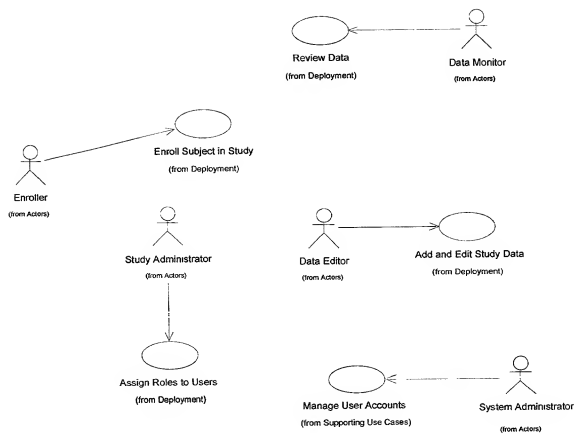 Review Data
(from Deployment)
Data Monitor
(from Actors)
Enroll Subject in Study
(from Deployment)
Enroller
(from Actors)
Study Administrator
(from Actors)
Data Editor
(from Actors)
Add and Edit Study Data
(from Deployment)
Assign Roles to Users
(from Deployment)
Manage User Accounts
(from Supporting Use Cases)
System Administrator
(from Actors)